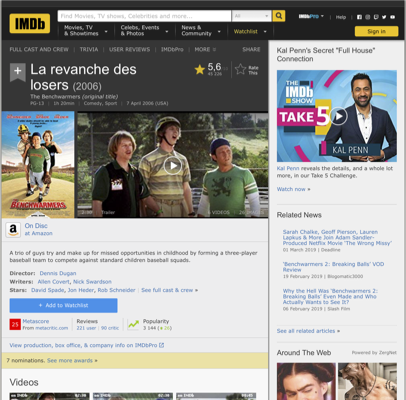 IMDb
Find Movies, TV shows, Celebrities and more...
All
IMDbPro
Help
Movies, TV & Showtimes
Celebs, Events & Photos
News & Community
Watchlist
Sign in
FULL CAST AND CREW | TRIVIA | USER REVIEWS | IMDbPro | MORE
SHARE
La revanche des losers (2006)
The Benchwarmers (original title)
PG-13 | 1h 20min | Comedy, Sport | 7 April 2006 (USA)
5,6
Rate This
BENCHWARMERS
Trailer
VIDEOS
On Disc
at Amazon
A trio of guys try and make up for missed opportunities in childhood by forming a three-player
baseball team to compete against standard children baseball squads.
Director: Dennis Dugan
Writers: Allen Covert, Nick Swardson
Stars: David Spade, Jon Heder, Rob Schneider | See full cast & crew »
+ Add to Watchlist
25
Metascore
From metacritic.com
Reviews
221 user | 90 critic
Popularity
View production, box office, & company info on IMDbPro
7 nominations. See more awards »
Videos
Kal Penn's Secret "Full House"
Connection
THE
IMDb
SHOW
TAKE 5
KAL PENN
Kal Penn reveals the details, and a whole lot
more, in our Take 5 Challenge.
Watch now »
Related News
Sarah Chalke, Geoff Pierson, Lauren
Lapkus & More Join Adam Sandler-
Produced Netflix Movie 'The Wrong Missy'
01 March 2019 | Deadline
'Benchwarmers 2: Breaking Balls' VOD
Review
19 February 2019 | Blogomatic3000
Why the Hell Was 'Benchwarmers 2:
Breaking Balls' Even Made and Who
Actually Wants to See It?
06 February 2019 | Slash Film
See all related articles »
Around The Web
Powered by ZergNet